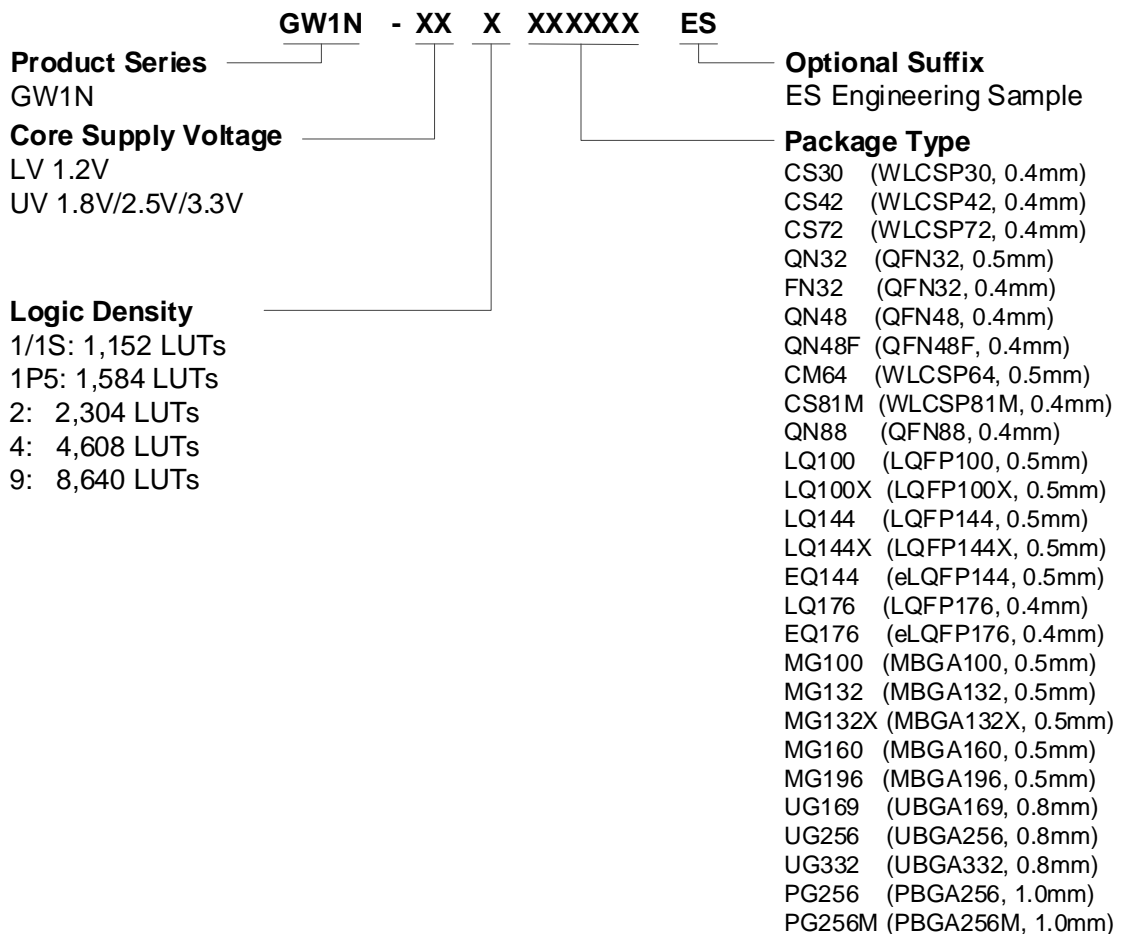 GW1N - XX X XXXXXX ES
Product Series
GW1N
Core Supply Voltage
LV 1.2V
UV 1.8V/2.5V/3.3V
Logic Density
1/1S: 1,152 LUTs
1P5: 1,584 LUTs
2: 2,304 LUTs
4: 4,608 LUTs
9: 8,640 LUTs
Optional Suffix
ES Engineering Sample
Package Type
CS30 (WLCSP30, 0.4mm)
CS42 (WLCSP42, 0.4mm)
CS72 (WLCSP72, 0.4mm)
QN32 (QFN32, 0.5mm)
FN32 (QFN32, 0.4mm)
QN48 (QFN48, 0.4mm)
QN48F (QFN48F, 0.4mm)
CM64 (WLCSP64, 0.5mm)
CS81M (WLCSP81M, 0.4mm)
QN88 (QFN88, 0.4mm)
LQ100 (LQFP100, 0.5mm)
LQ100X (LQFP100X, 0.5mm)
LQ144 (LQFP144, 0.5mm)
LQ144X (LQFP144X, 0.5mm)
EQ144 (eLQFP144, 0.5mm)
LQ176 (LQFP176, 0.4mm)
EQ176 (eLQFP176, 0.4mm)
MG100 (MBGA100, 0.5mm)
MG132 (MBGA132, 0.5mm)
MG132X (MBGA132X, 0.5mm)
MG160 (MBGA160, 0.5mm)
MG196 (MBGA196, 0.5mm)
UG169 (UBGA169, 0.8mm)
UG256 (UBGA256, 0.8mm)
UG332 (UBGA332, 0.8mm)
PG256 (PBGA256, 1.0mm)
PG256M (PBGA256M, 1.0mm)